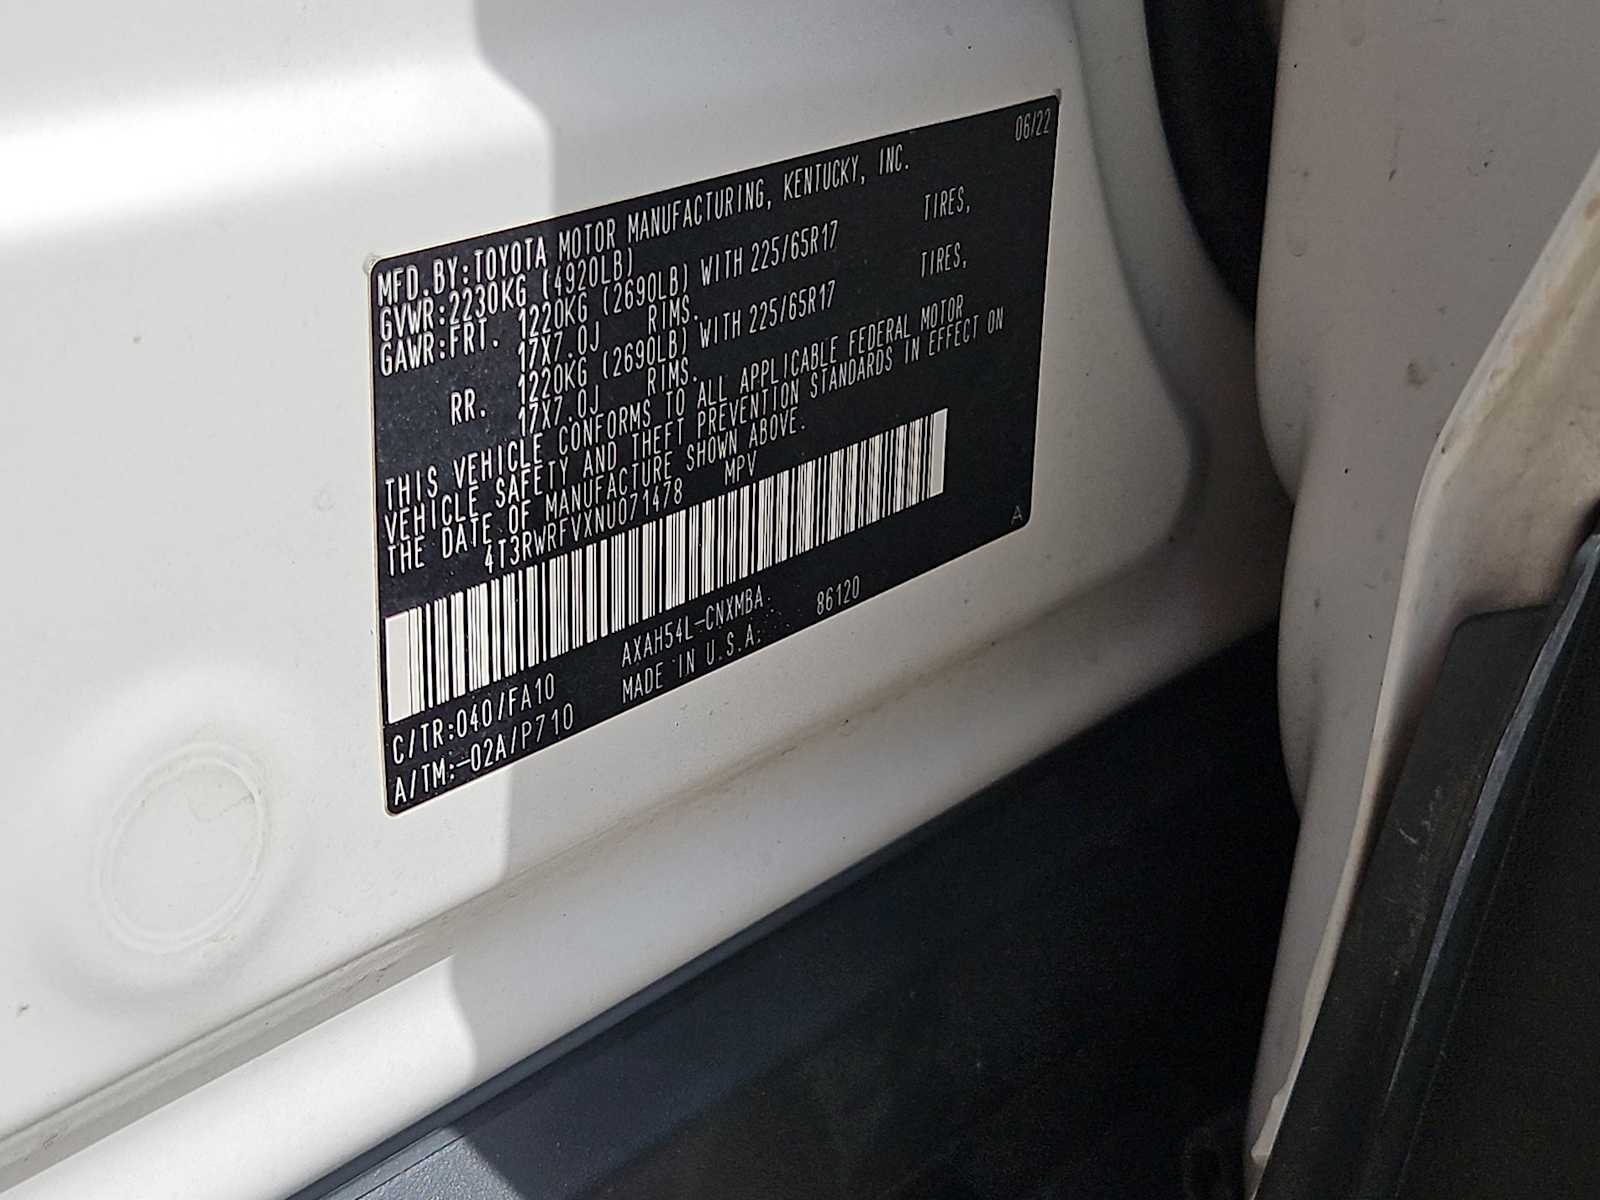 06/22
MFD.BY:TOYOTA MOTOR MANUFACTURING, KENTUCKY, INC.
GVWR:2230KG (4920LB)
GAWR:FRT. 1220KG (2690LB) WITH 225/65R17 TIRES,
17X7.0J RIMS.
RR. 1220KG (2690LB) WITH 225/65R17 TIRES,
17X7.0J RIMS.
THIS VEHICLE CONFORMS TO ALL APPLICABLE FEDERAL MOTOR
VEHICLE SAFETY AND THEFT PREVENTION STANDARDS IN EFFECT ON
THE DATE OF MANUFACTURE SHOWN ABOVE.
4T3RWRFVXNU071478 MPV
A
AXAH54L-CNXMBA 86120
C/TR:040/FA10 MADE IN U.S.A.
A/TM:-02A/P710